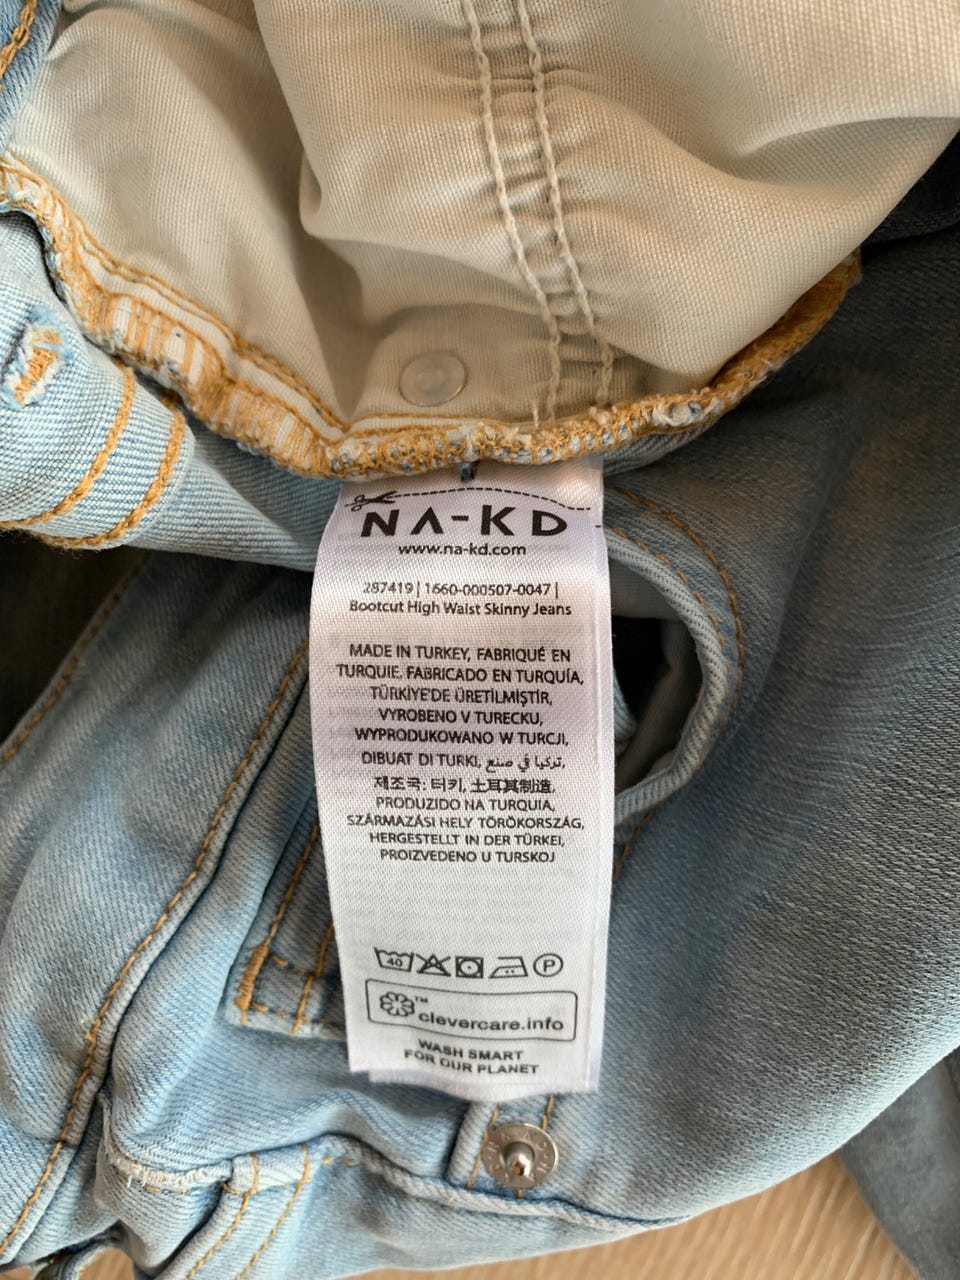 NA-KD
www.na-kd.com
287419 | 1660-000507-0047 |
Bootcut High Waist Skinny Jeans
MADE IN TURKEY, FABRIQUÉ EN
TURQUIE, FABRICADO EN TURQUÍA,
TÜRKİYE'DE ÜRETİLMİŞTİR,
VYROBENO V TURECKU,
WYPRODUKOWANO W TURCJI,
DIBUAT DI TURKI, تركيا في صنع,
제조국: 터키, 土耳其制造,
PRODUZIDO NA TURQUIA,
SZÁRMAZÁSI HELY TÖRÖKORSZÁG,
HERGESTELLT IN DER TÜRKEI,
PROIZVEDENO U TURSKOJ
40 P
TM
clevercare.info
WASH SMART
FOR OUR PLANET